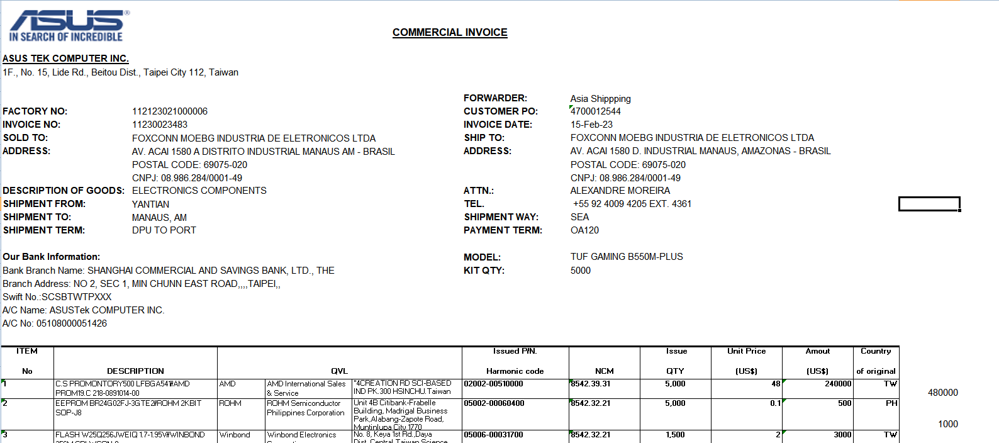 ASUS®
IN SEARCH OF INCREDIBLE
COMMERCIAL INVOICE
ASUS TEK COMPUTER INC.
1F., No. 15, Lide Rd., Beitou Dist., Taipei City 112, Taiwan
FORWARDER: Asia Shippping
FACTORY NO: 112123021000006 CUSTOMER PO: 4700012544
INVOICE NO: 11230023483 INVOICE DATE: 15-Feb-23
SOLD TO: FOXCONN MOEBG INDUSTRIA DE ELETRONICOS LTDA SHIP TO: FOXCONN MOEBG INDUSTRIA DE ELETRONICOS LTDA
ADDRESS: AV. ACAI 1580 A DISTRITO INDUSTRIAL MANAUS AM - BRASIL ADDRESS: AV. ACAI 1580 D. INDUSTRIAL MANAUS, AMAZONAS - BRASIL
POSTAL CODE: 69075-020 POSTAL CODE: 69075-020
CNPJ: 08.986.284/0001-49 CNPJ: 08.986.284/0001-49
DESCRIPTION OF GOODS: ELECTRONICS COMPONENTS ATTN.: ALEXANDRE MOREIRA
SHIPMENT FROM: YANTIAN TEL. +55 92 4009 4205 EXT. 4361
SHIPMENT TO: MANAUS, AM SHIPMENT WAY: SEA
SHIPMENT TERM: DPU TO PORT PAYMENT TERM: OA120
Our Bank Information: MODEL: TUF GAMING B550M-PLUS
Bank Branch Name: SHANGHAI COMMERCIAL AND SAVINGS BANK, LTD., THE KIT QTY: 5000
Branch Address: NO 2, SEC 1, MIN CHUNN EAST ROAD,,,,TAIPEI,,
Swift No.:SCSBTWTPXXX
A/C Name: ASUSTek COMPUTER INC.
A/C No: 05108000051426
ITEM Issued P/N. Issue Unit Price Amout Country
No DESCRIPTION QVL Harmonic code NCM QTY (US$) (US$) of original
1 C.S PROMONTORY500 LFBGA541#AMD AMD AMD International Sales "4CREATION RD SCI-BASED 02002-00510000 8542.39.31 5,000 48 240000 TW
PROM19.C 218-0891014-00 & Service IND PK.300 HSINCHU.Taiwan 480000
2 EEPROM BR24G02FJ-3GTE2#ROHM 2KBIT ROHM ROHM Semiconductor Unit 4B Citibank-Frabelle 05002-00060400 8542.32.21 5,000 0.1 500 PH
SOP-J8 Philippines Corporation Building, Madrigal Business
Park,Alabang-Zapote Road,
Muntinlupa City 1770 1000
3 FLASH W25Q256JWEIQ 1.7-1.95V#WINBOND Winbond Winbond Electronics No. 8, Keya 1st Rd.,Daya 05006-00031700 8542.32.21 1,500 2 3000 TW
Dist. Central Taiwan Science